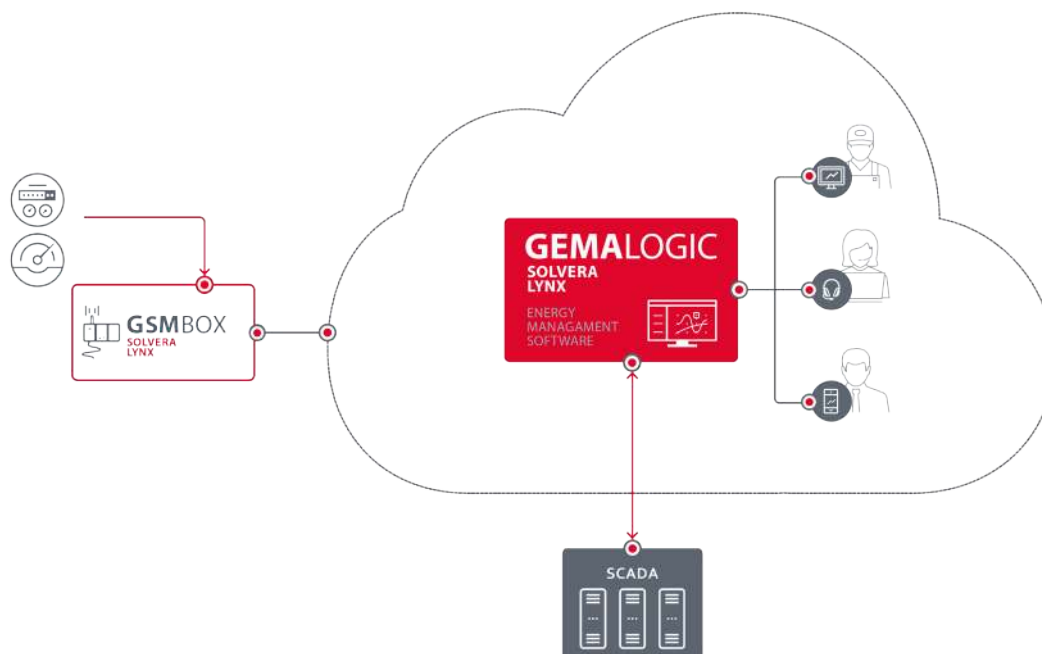 GSMBOX
SOLVERA
LYNX
GEMALOGIC
SOLVERA
LYNX
ENERGY
MANAGAMENT
SOFTWARE
SCADA